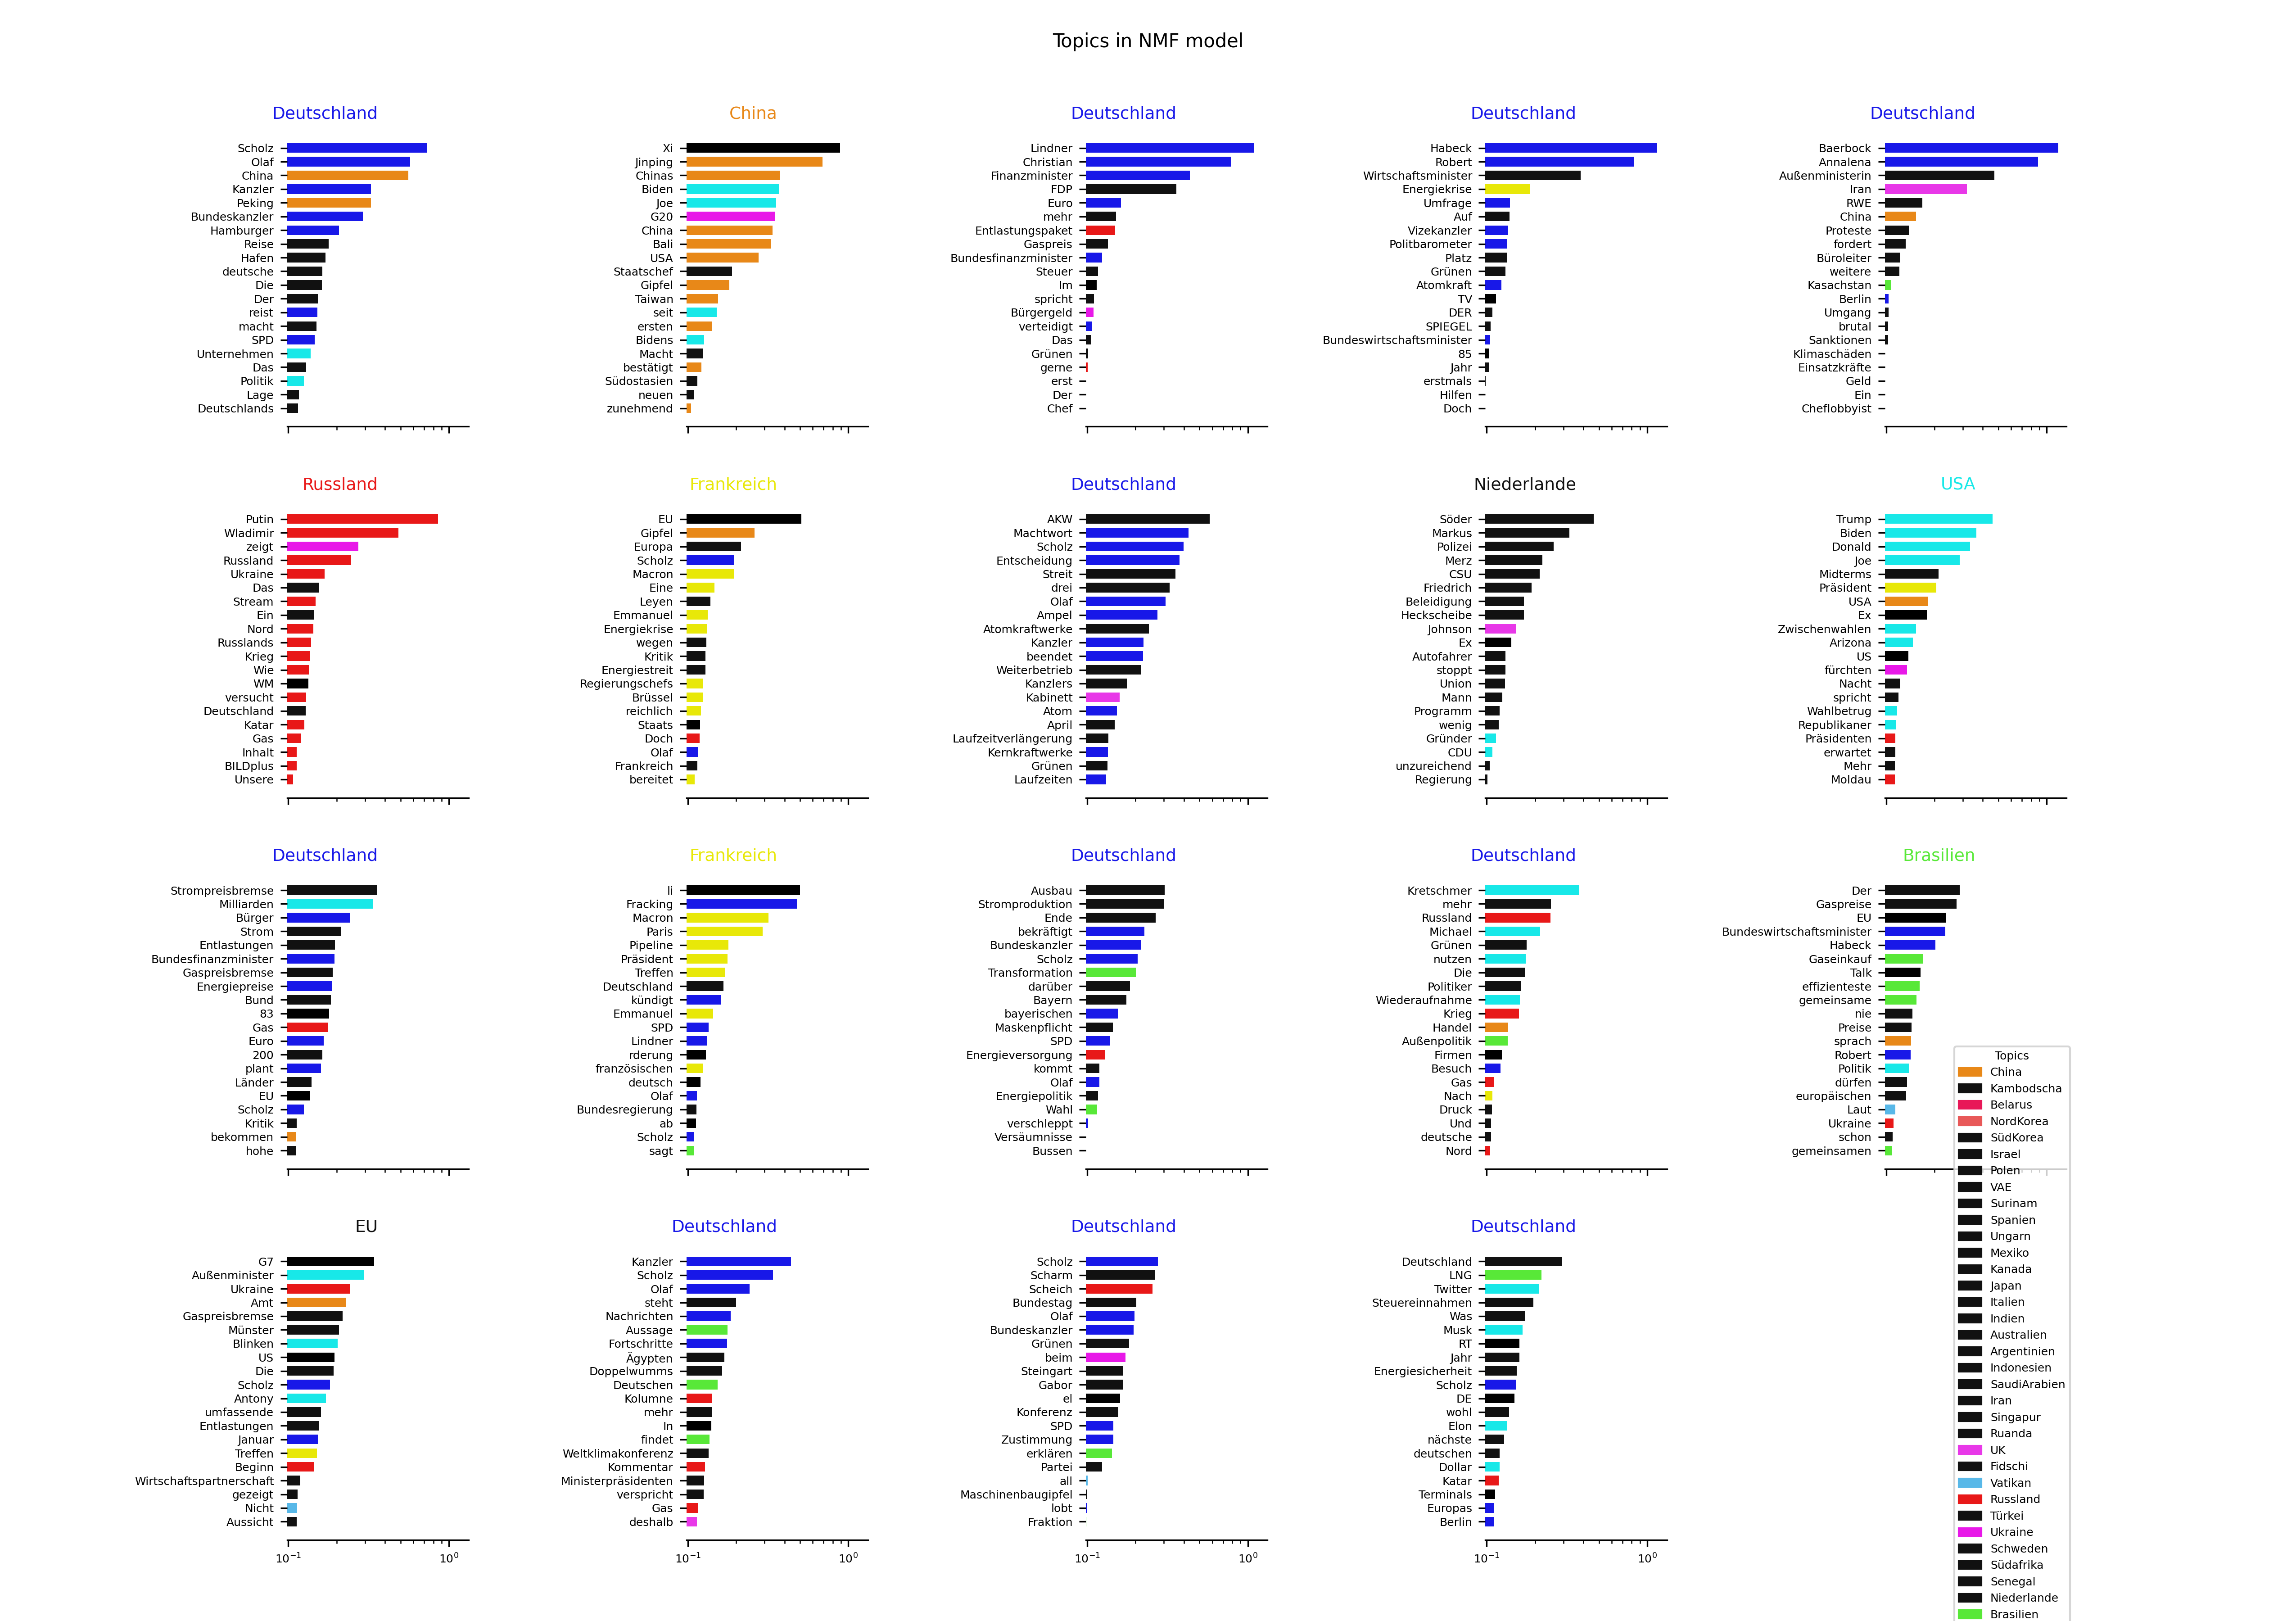 Topics in NMF model
Deutschland
Scholz
Olaf
China
Kanzler
Peking
Bundeskanzler
Hamburger
Reise
Hafen
deutsche
Die
Der
reist
macht
SPD
Unternehmen
Das
Politik
Lage
Deutschlands
China
Xi
Jinping
Chinas
Biden
Joe
G20
China
Bali
USA
Staatschef
Gipfel
Taiwan
seit
ersten
Bidens
Macht
bestätigt
Südostasien
neuen
zunehmend
Deutschland
Lindner
Christian
Finanzminister
FDP
Euro
mehr
Entlastungspaket
Gaspreis
Bundesfinanzminister
Steuer
Im
spricht
Bürgergeld
verteidigt
Das
Grünen
gerne
erst
Der
Chef
Deutschland
Habeck
Robert
Wirtschaftsminister
Energiekrise
Umfrage
Auf
Vizekanzler
Politbarometer
Platz
Grünen
Atomkraft
TV
DER
SPIEGEL
Bundeswirtschaftsminister
85
Jahr
erstmals
Hilfen
Doch
Deutschland
Baerbock
Annalena
Außenministerin
Iran
RWE
China
Proteste
fordert
Büroleiter
weitere
Kasachstan
Berlin
Umgang
brutal
Sanktionen
Klimaschäden
Einsatzkräfte
Geld
Ein
Cheflobbyist
Russland
Putin
Wladimir
zeigt
Russland
Ukraine
Das
Stream
Ein
Nord
Russlands
Krieg
Wie
WM
versucht
Deutschland
Katar
Gas
Inhalt
BILDplus
Unsere
Frankreich
EU
Gipfel
Europa
Scholz
Macron
Eine
Leyen
Emmanuel
Energiekrise
wegen
Kritik
Energiestreit
Regierungschefs
Brüssel
reichlich
Staats
Doch
Olaf
Frankreich
bereitet
Deutschland
AKW
Machtwort
Scholz
Entscheidung
Streit
drei
Olaf
Ampel
Atomkraftwerke
Kanzler
beendet
Weiterbetrieb
Kanzlers
Kabinett
Atom
April
Laufzeitverlängerung
Kernkraftwerke
Grünen
Laufzeiten
Niederlande
Söder
Markus
Polizei
Merz
CSU
Friedrich
Beleidigung
Heckscheibe
Johnson
Ex
Autofahrer
stoppt
Union
Mann
Programm
wenig
Gründer
CDU
unzureichend
Regierung
USA
Trump
Biden
Donald
Joe
Midterms
Präsident
USA
Ex
Zwischenwahlen
Arizona
US
fürchten
Nacht
spricht
Wahlbetrug
Republikaner
Präsidenten
erwartet
Mehr
Moldau
Deutschland
Strompreisbremse
Milliarden
Bürger
Strom
Entlastungen
Bundesfinanzminister
Gaspreisbremse
Energiepreise
Bund
83
Gas
Euro
200
plant
Länder
EU
Scholz
Kritik
bekommen
hohe
Frankreich
li
Fracking
Macron
Paris
Pipeline
Präsident
Treffen
Deutschland
kündigt
Emmanuel
SPD
Lindner
rderung
französischen
deutsch
Olaf
Bundesregierung
ab
Scholz
sagt
Deutschland
Ausbau
Stromproduktion
Ende
bekräftigt
Bundeskanzler
Scholz
Transformation
darüber
Bayern
bayerischen
Maskenpflicht
SPD
Energieversorgung
kommt
Olaf
Energiepolitik
Wahl
verschleppt
Versäumnisse
Bussen
Deutschland
Kretschmer
mehr
Russland
Michael
Grünen
nutzen
Die
Politiker
Wiederaufnahme
Krieg
Handel
Außenpolitik
Firmen
Besuch
Gas
Nach
Druck
Und
deutsche
Nord
Brasilien
Der
Gaspreise
EU
Bundeswirtschaftsminister
Habeck
Gaseinkauf
Talk
effizienteste
gemeinsame
nie
Preise
sprach
Robert
Politik
dürfen
europäischen
Laut
Ukraine
schon
gemeinsamen
EU
G7
Außenminister
Ukraine
Amt
Gaspreisbremse
Münster
Blinken
US
Die
Scholz
Antony
umfassende
Entlastungen
Januar
Treffen
Beginn
Wirtschaftspartnerschaft
gezeigt
Nicht
Aussicht
10⁻¹
10⁰
Deutschland
Kanzler
Scholz
Olaf
steht
Nachrichten
Aussage
Fortschritte
Ägypten
Doppelwumms
Deutschen
Kolumne
mehr
In
findet
Weltklimakonferenz
Kommentar
Ministerpräsidenten
verspricht
Gas
deshalb
10⁻¹
10⁰
Deutschland
Scholz
Scharm
Scheich
Bundestag
Olaf
Bundeskanzler
Grünen
beim
Steingart
Gabor
el
Konferenz
SPD
Zustimmung
erklären
Partei
all
Maschinenbaugipfel
lobt
Fraktion
10⁻¹
10⁰
Deutschland
Deutschland
LNG
Twitter
Steuereinnahmen
Was
Musk
RT
Jahr
Energiesicherheit
Scholz
DE
wohl
Elon
nächste
deutschen
Dollar
Katar
Terminals
Europas
Berlin
10⁻¹
10⁰
Topics
China
Kambodscha
Belarus
NordKorea
SüdKorea
Israel
Polen
VAE
Surinam
Spanien
Ungarn
Mexiko
Kanada
Japan
Italien
Indien
Australien
Argentinien
Indonesien
SaudiArabien
Iran
Singapur
Ruanda
UK
Fidschi
Vatikan
Russland
Türkei
Ukraine
Schweden
Südafrika
Senegal
Niederlande
Brasilien